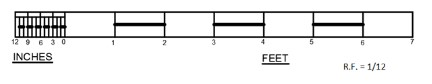 12 9 6 3 0 1 2 3 4 5 6 7
INCHES FEET
R.F. = 1/12